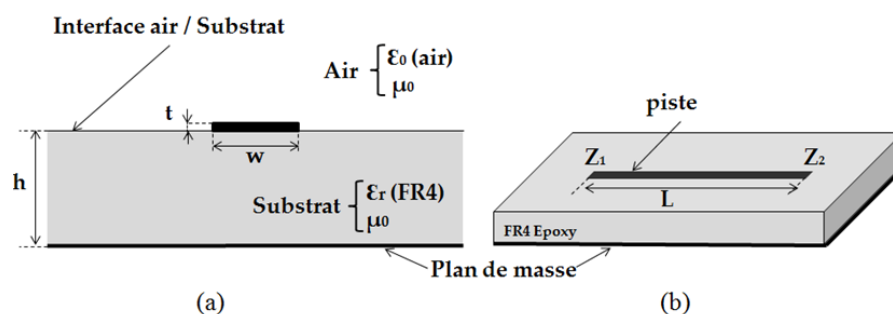 Interface air / Substrat
Air
ε0 (air)
μ0
t
w
h
Substrat
εr (FR4)
μ0
Plan de masse
(a)
piste
Z1
Z2
L
FR4 Epoxy
(b)